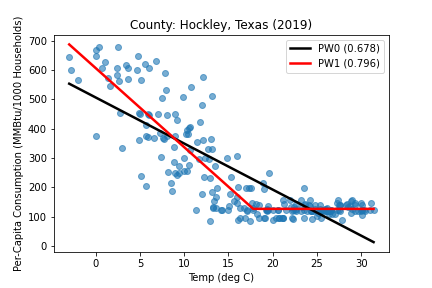 County: Hockley, Texas (2019)
PW0 (0.678)
PW1 (0.796)
Per-Capita Consumption (MMBtu/1000 Households)
700
600
500
400
300
200
100
0
0 5 10 15 20 25 30
Temp (deg C)